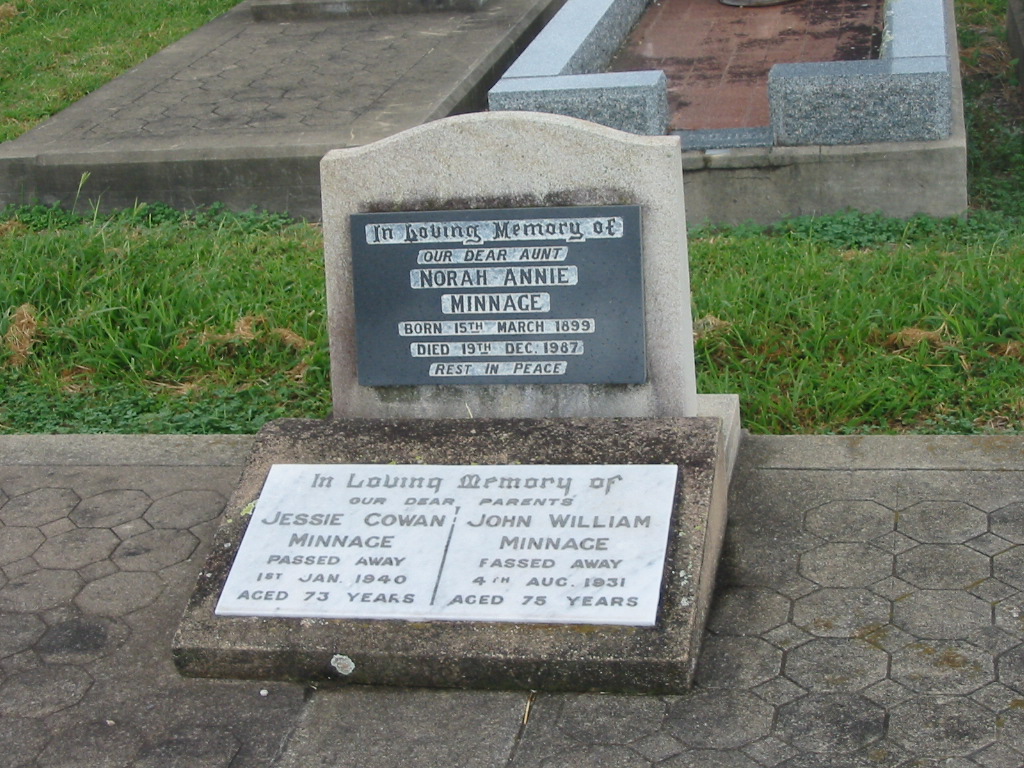 In Loving Memory of
OUR DEAR AUNT
NORAH ANNIE
MINNAGE
BORN 15TH MARCH 1899
DIED 19TH DEC. 1987
REST IN PEACE
In Loving Memory of
OUR DEAR PARENTS
JESSIE COWAN
MINNAGE
PASSED AWAY
1ST JAN. 1940
AGED 73 YEARS
JOHN WILLIAM
MINNAGE
PASSED AWAY
4TH AUG. 1931
AGED 75 YEARS